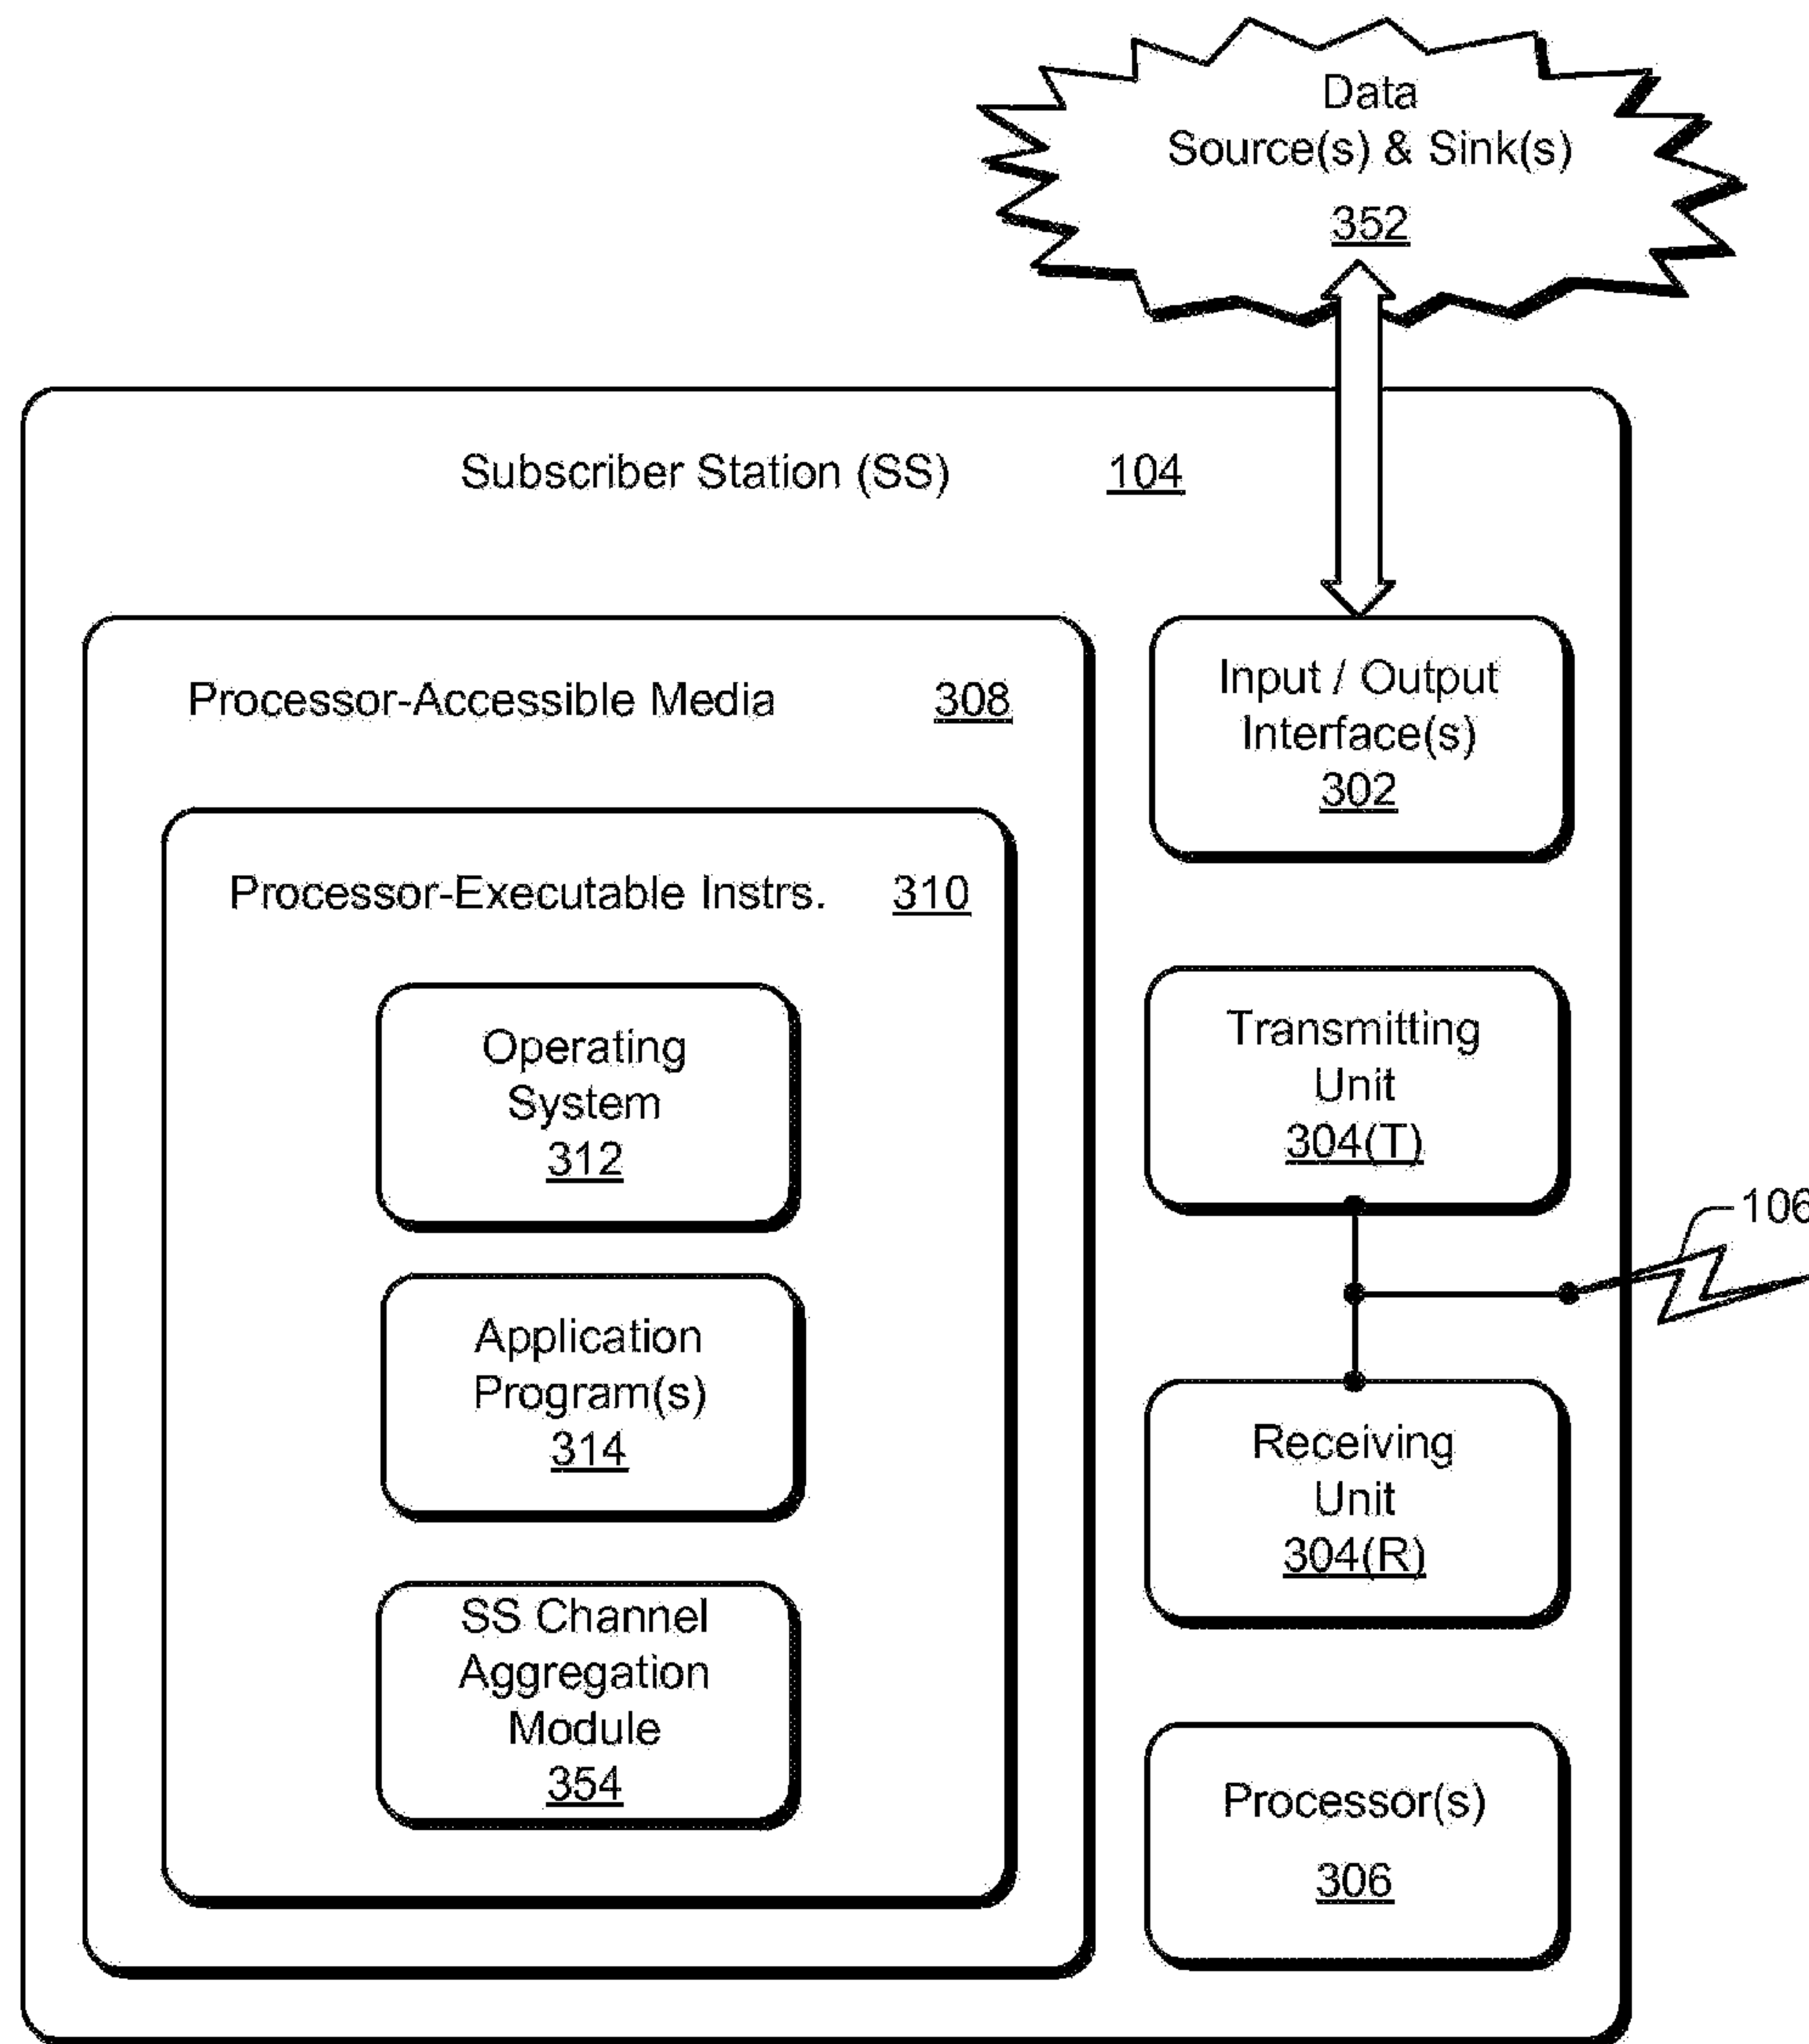 Data
Source(s) & Sink(s)
352
Subscriber Station (SS) 104
Processor-Accessible Media 308
Processor-Executable Instrs. 310
Operating
System
312
Application
Program(s)
314
SS Channel
Aggregation
Module
354
Input / Output
Interface(s)
302
Transmitting
Unit
304(T)
106
Receiving
Unit
304(R)
Processor(s)
306